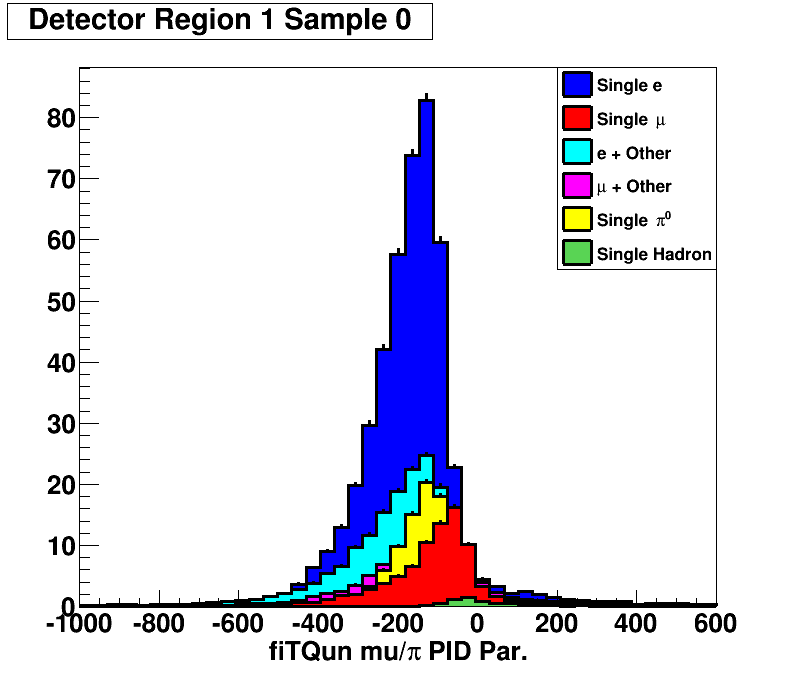 Detector Region 1 Sample 0
Single e
Single μ
e + Other
μ + Other
Single π⁰
Single Hadron
80
70
60
50
40
30
20
10
0
-1000 -800 -600 -400 -200 0 200 400 600
fiTQun mu/π PID Par.